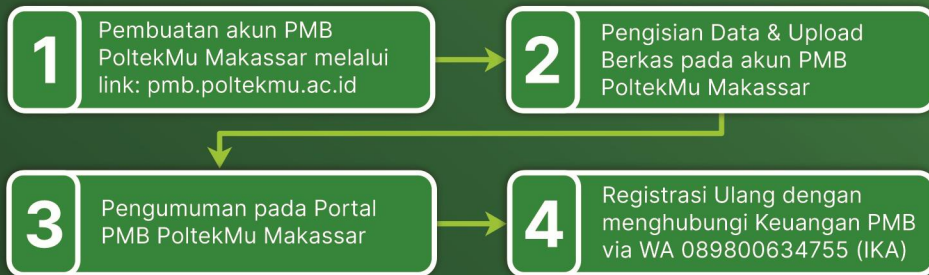 1
Pembuatan akun PMB
PoltekMu Makassar melalui
link: pmb.poltekmu.ac.id
2
Pengisian Data & Upload
Berkas pada akun PMB
PoltekMu Makassar
3
Pengumuman pada Portal
PMB PoltekMu Makassar
4
Registrasi Ulang dengan
menghubungi Keuangan PMB
via WA 089800634755 (IKA)